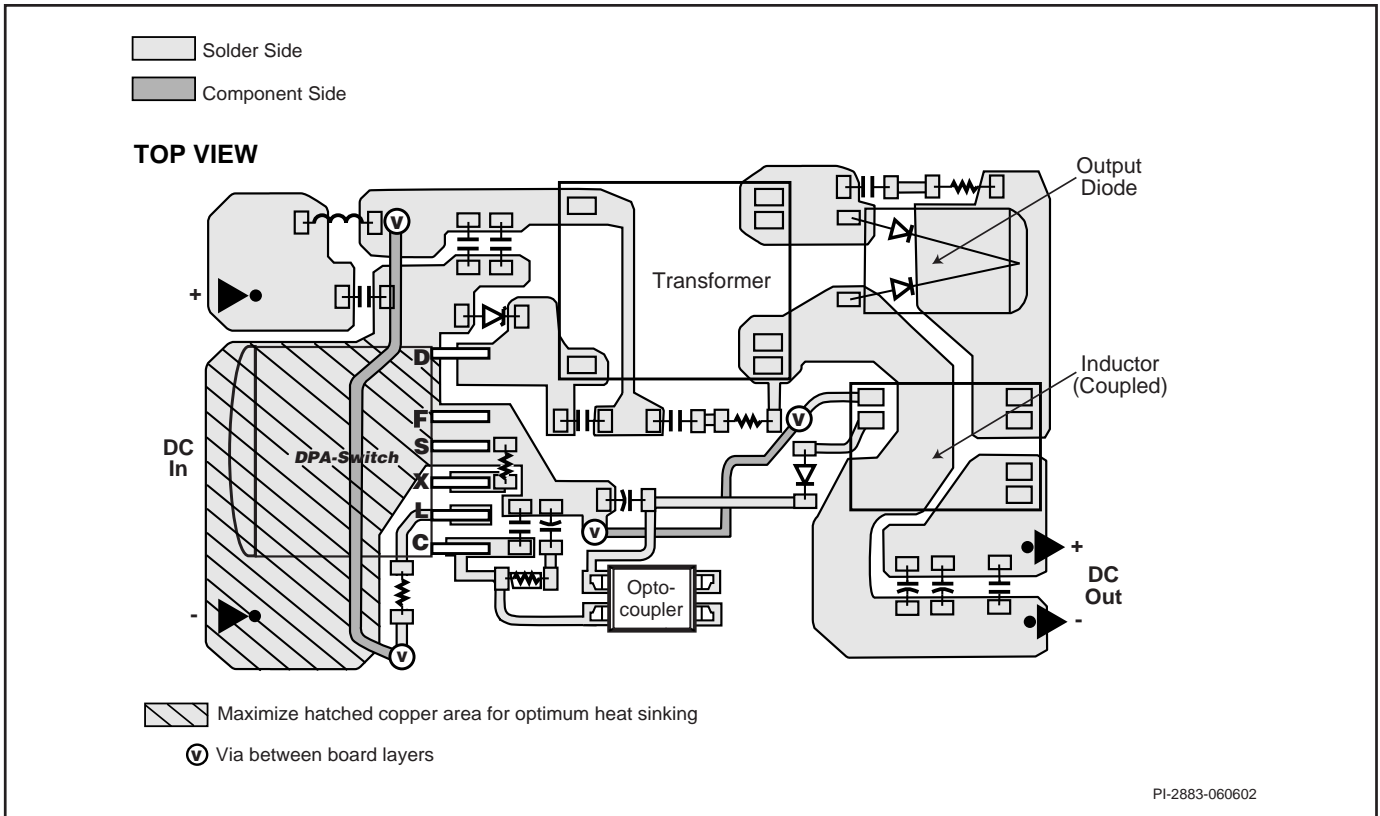 Solder Side
Component Side
TOP VIEW
Output
Diode
V
Transformer
+
D
Inductor
(Coupled)
F
V
DC
In
S
DPA-Switch
X
L
V
C
+
DC
Out
Opto-
coupler
-
-
V
Maximize hatched copper area for optimum heat sinking
V Via between board layers
PI-2883-060602